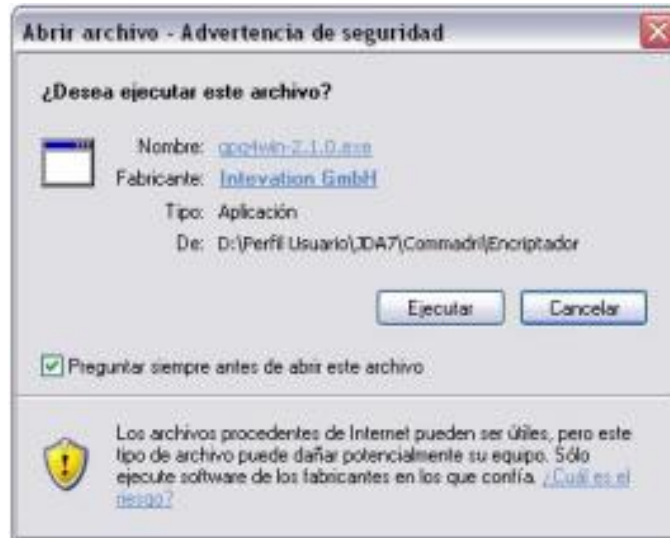 Abrir archivo - Advertencia de seguridad
¿Desea ejecutar este archivo?
Nombre: gpg4win-2.1.0.exe
Fabricante: Intevation GmbH
Tipo: Aplicación
De: D:\Perfil Usuario\JDA7\Commadril\Encriptador
Ejecutar Cancelar
Preguntar siempre antes de abrir este archivo
Los archivos procedentes de Internet pueden ser útiles, pero este
tipo de archivo puede dañar potencialmente su equipo. Sólo
ejecute software de los fabricantes en los que confía. ¿Cuál es el
riesgo?